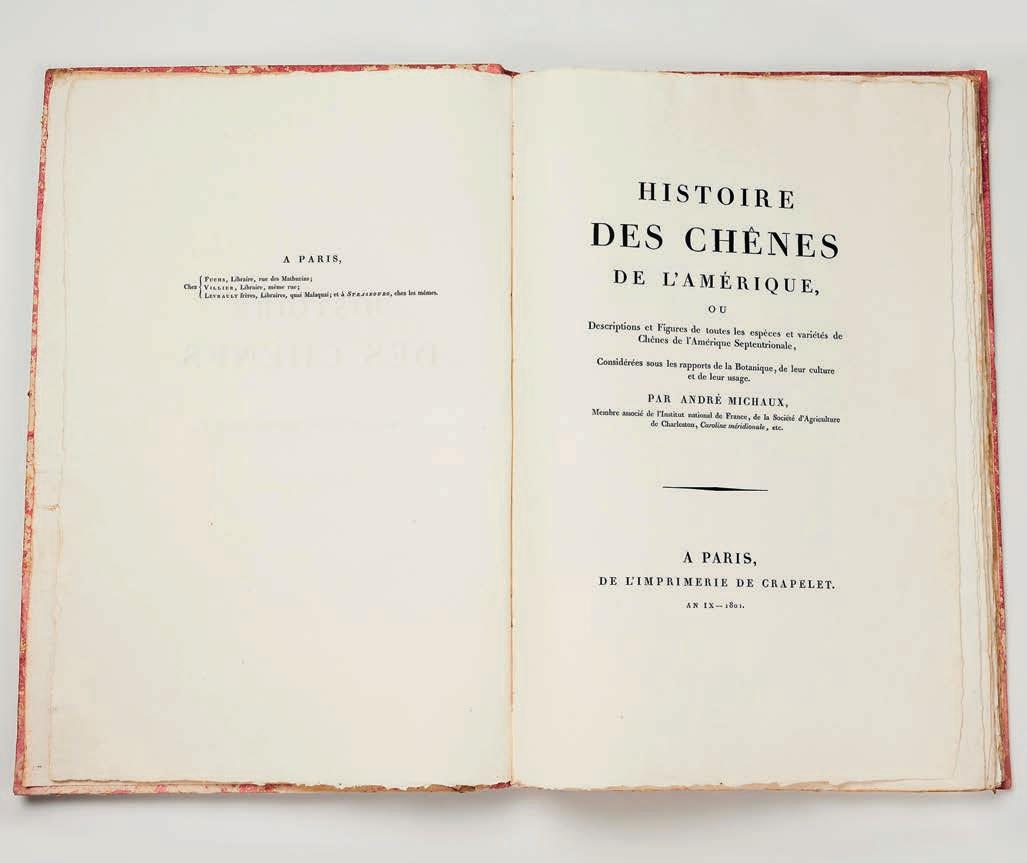 A PARIS,
FUCHS, Libraire, rue des Mathurins;
Chez VILLIER, Libraire, même rue;
LEVRAULT frères, Libraires, quai Malaquai; et à STRASBOURG, chez les mêmes.
HISTOIRE
DES CHÊNES
DE L'AMÉRIQUE,
OU
Descriptions et Figures de toutes les espèces et variétés de
Chênes de l'Amérique Septentrionale,
Considérées sous les rapports de la Botanique, de leur culture
et de leur usage.
PAR ANDRÉ MICHAUX,
Membre associé de l'Institut national de France, de la Société d'Agriculture
de Charleston, Caroline méridionale, etc.
A PARIS,
DE L'IMPRIMERIE DE CRAPELET.
AN IX — 1801.